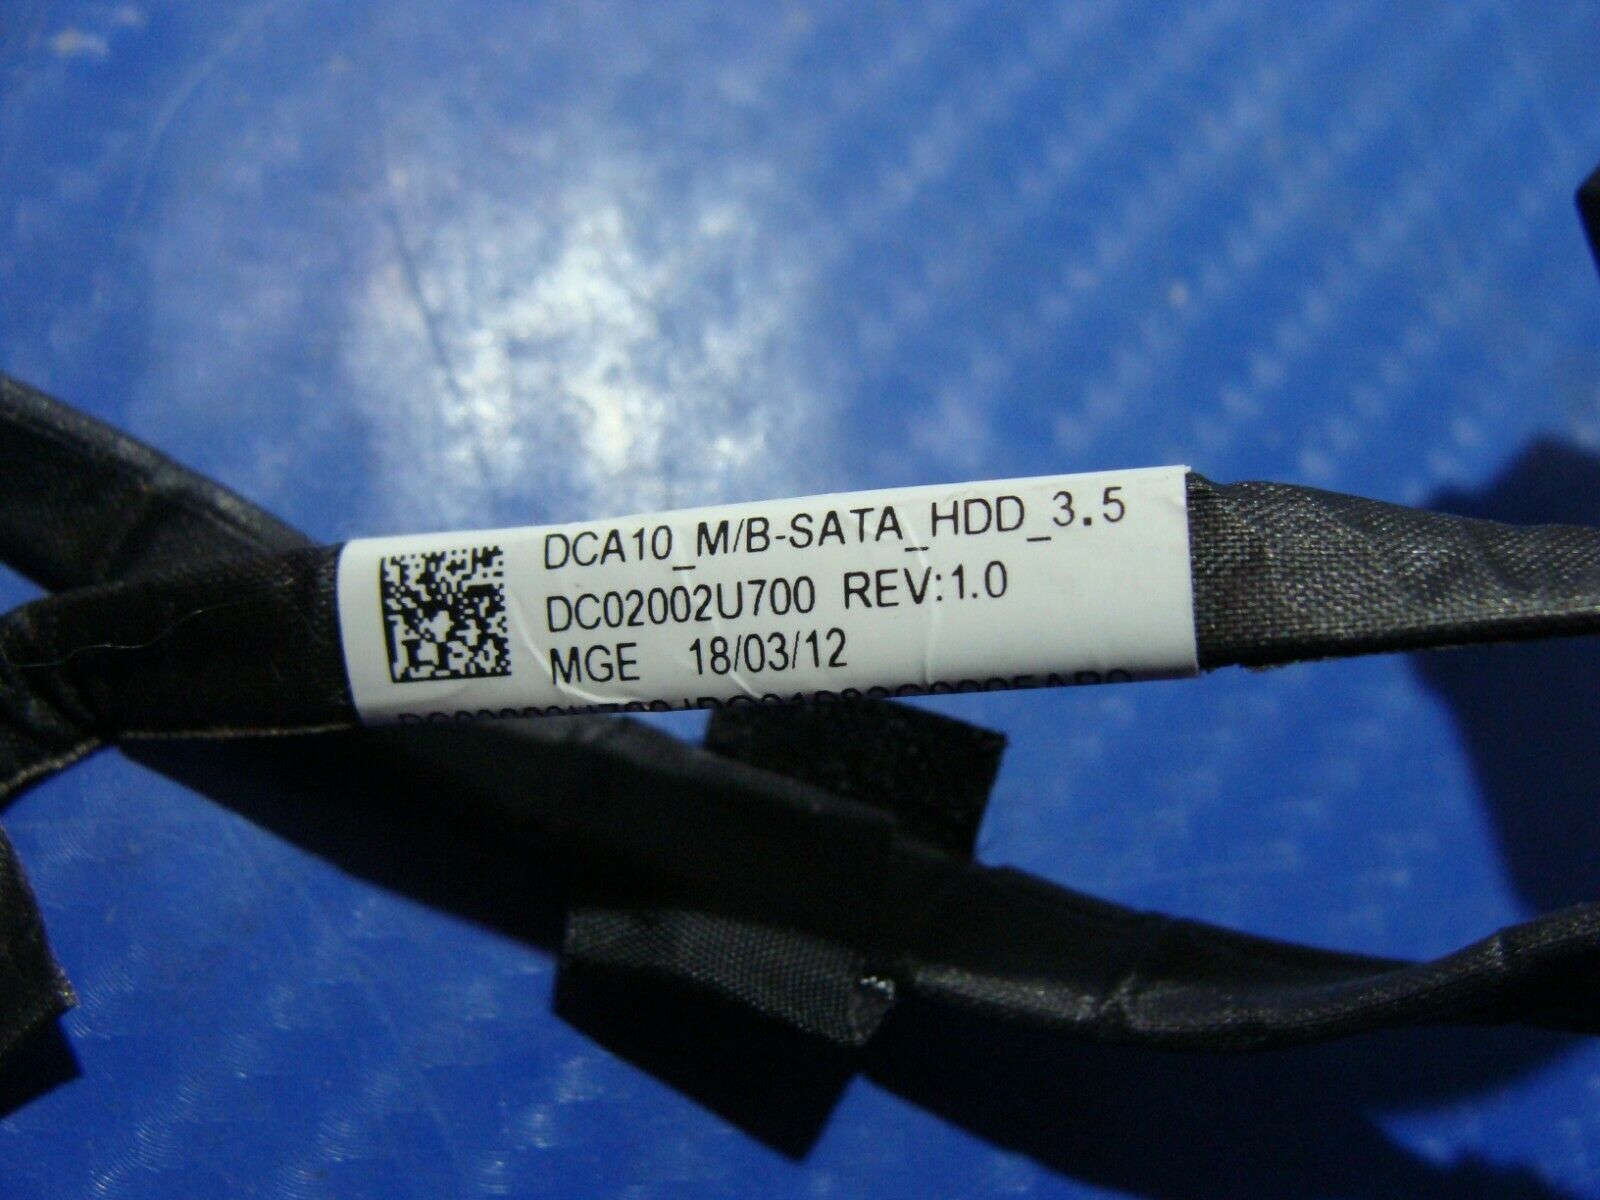 DCA10_M/B-SATA_HDD_3.5
DC02002U700 REV:1.0
MGE 18/03/12